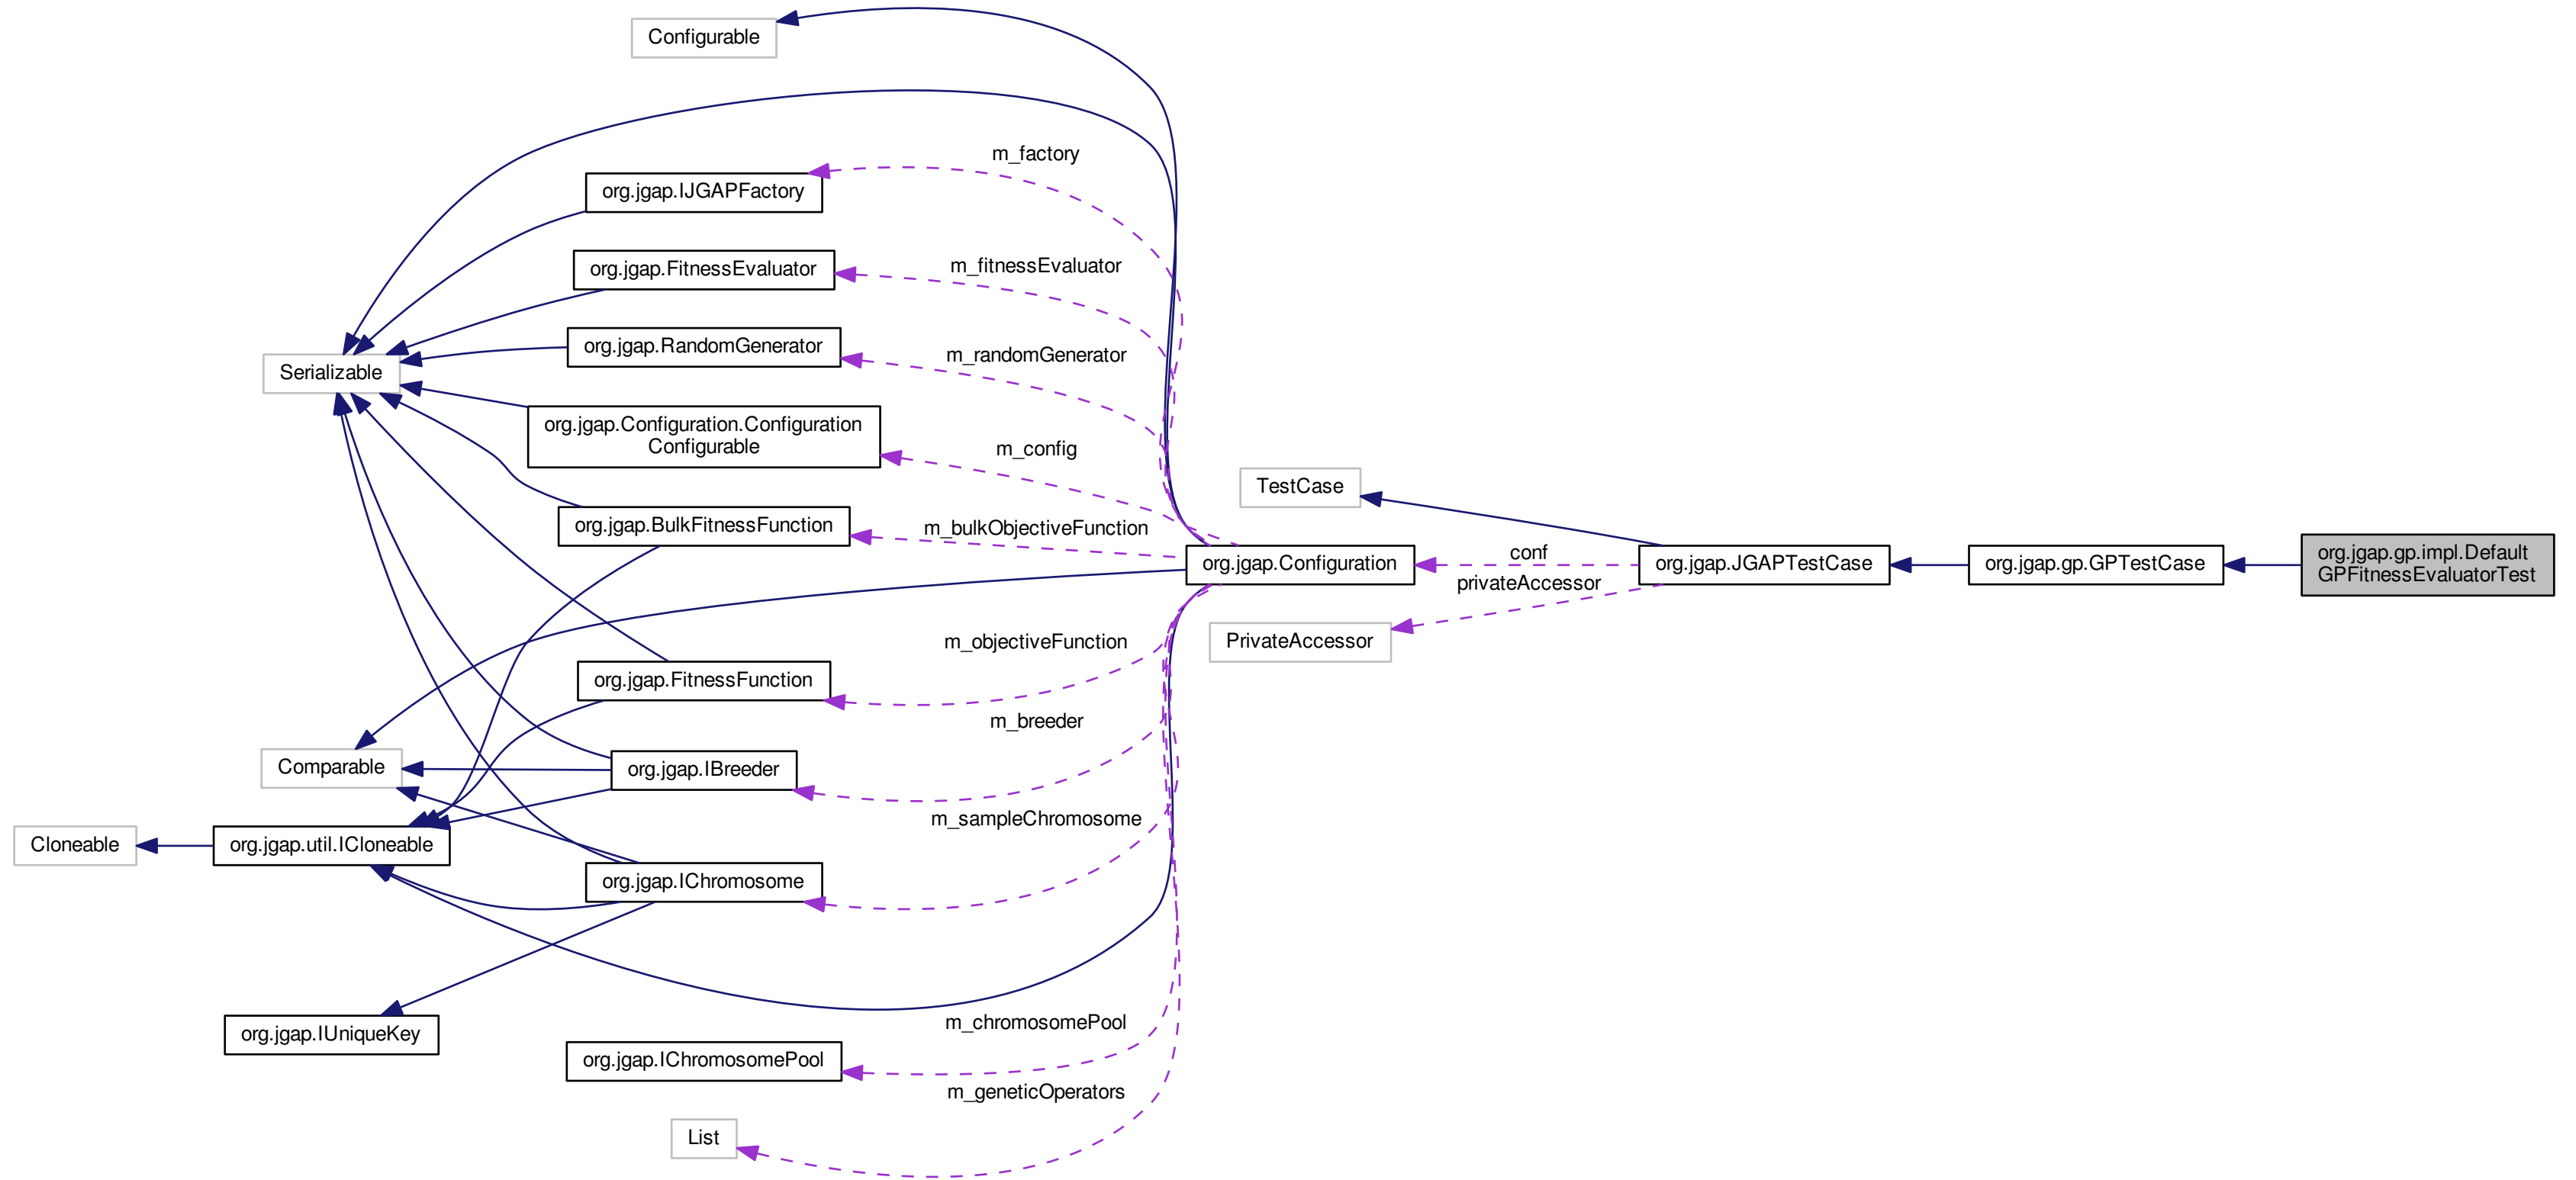 Configurable
m_factory
org.jgap.IJGAPFactory
m_fitnessEvaluator
org.jgap.FitnessEvaluator
m_randomGenerator
org.jgap.RandomGenerator
Serializable
org.jgap.Configuration.Configuration
Configurable
m_config
TestCase
org.jgap.BulkFitnessFunction
m_bulkObjectiveFunction
org.jgap.Configuration
conf
privateAccessor
org.jgap.JGAPTestCase
org.jgap.gp.GPTestCase
org.jgap.gp.impl.Default
GPFitnessEvaluatorTest
PrivateAccessor
m_objectiveFunction
org.jgap.FitnessFunction
m_breeder
Comparable
org.jgap.IBreeder
m_sampleChromosome
Cloneable
org.jgap.util.ICloneable
org.jgap.IChromosome
org.jgap.IUniqueKey
m_chromosomePool
org.jgap.IChromosomePool
m_geneticOperators
List